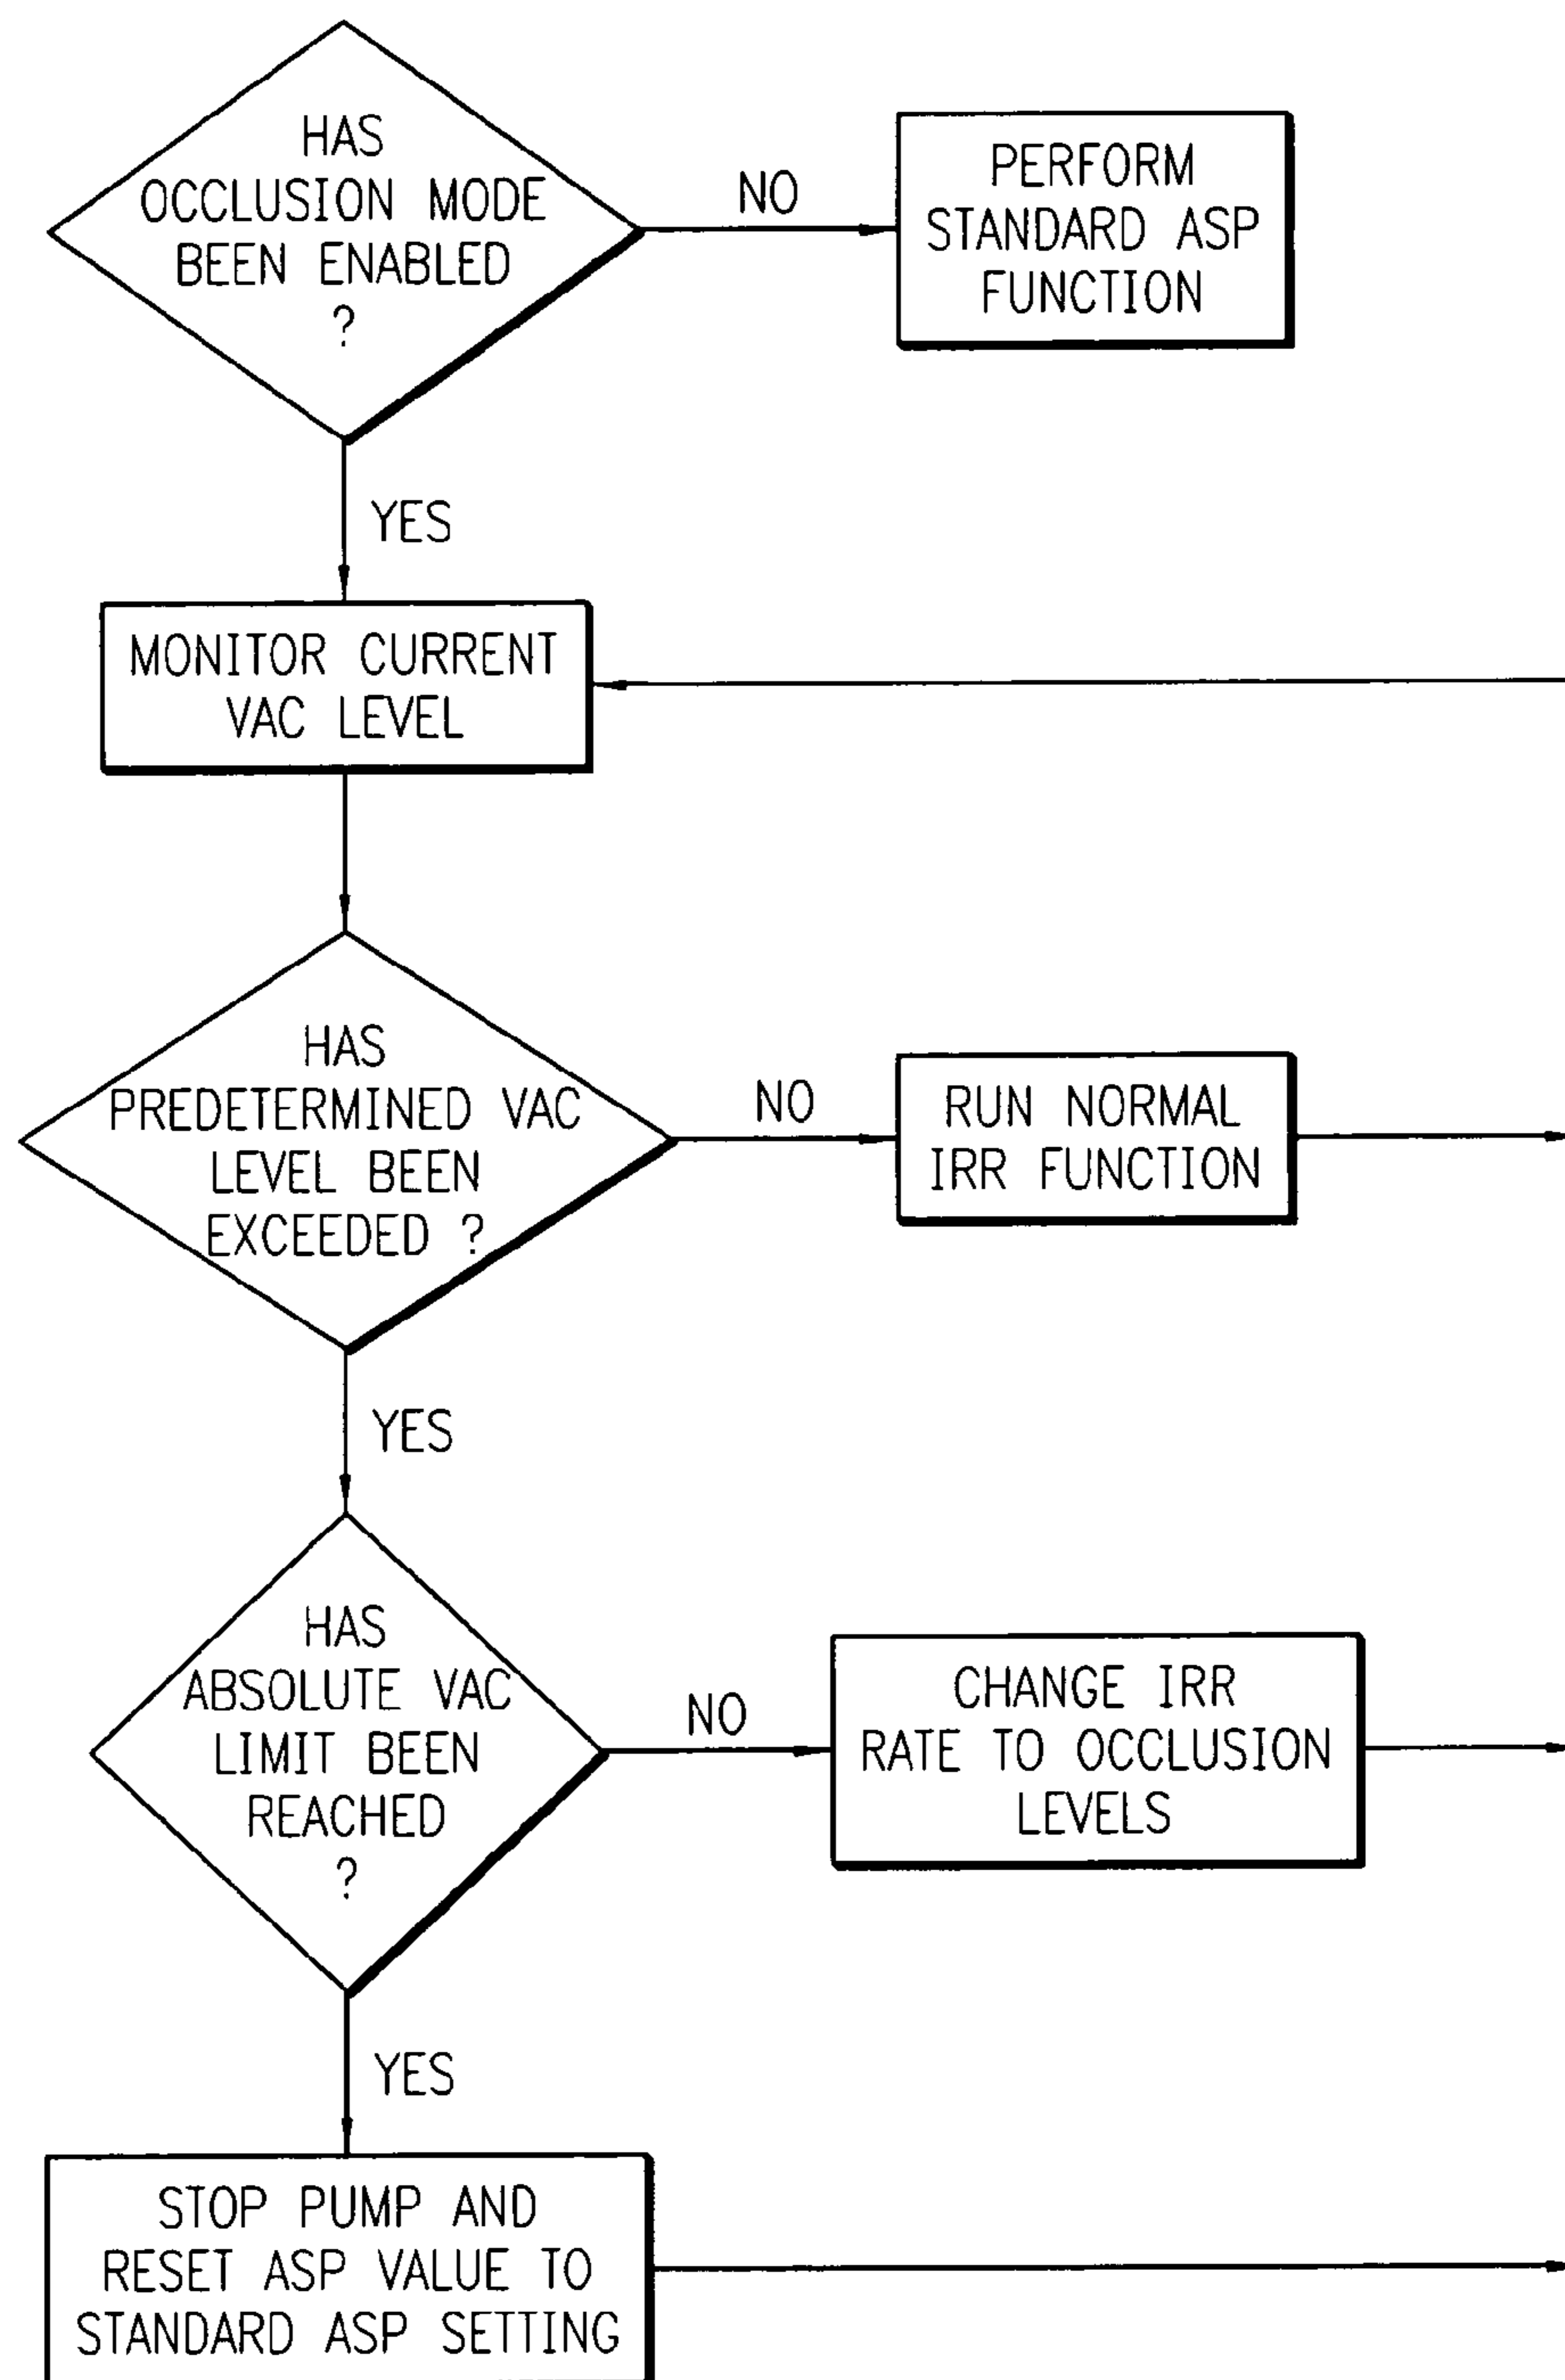 HAS
OCCLUSION MODE
BEEN ENABLED
?
NO
PERFORM
STANDARD ASP
FUNCTION
YES
MONITOR CURRENT
VAC LEVEL
HAS
PREDETERMINED VAC
LEVEL BEEN
EXCEEDED ?
NO
RUN NORMAL
IRR FUNCTION
YES
HAS
ABSOLUTE VAC
LIMIT BEEN
REACHED
?
NO
CHANGE IRR
RATE TO OCCLUSION
LEVELS
YES
STOP PUMP AND
RESET ASP VALUE TO
STANDARD ASP SETTING